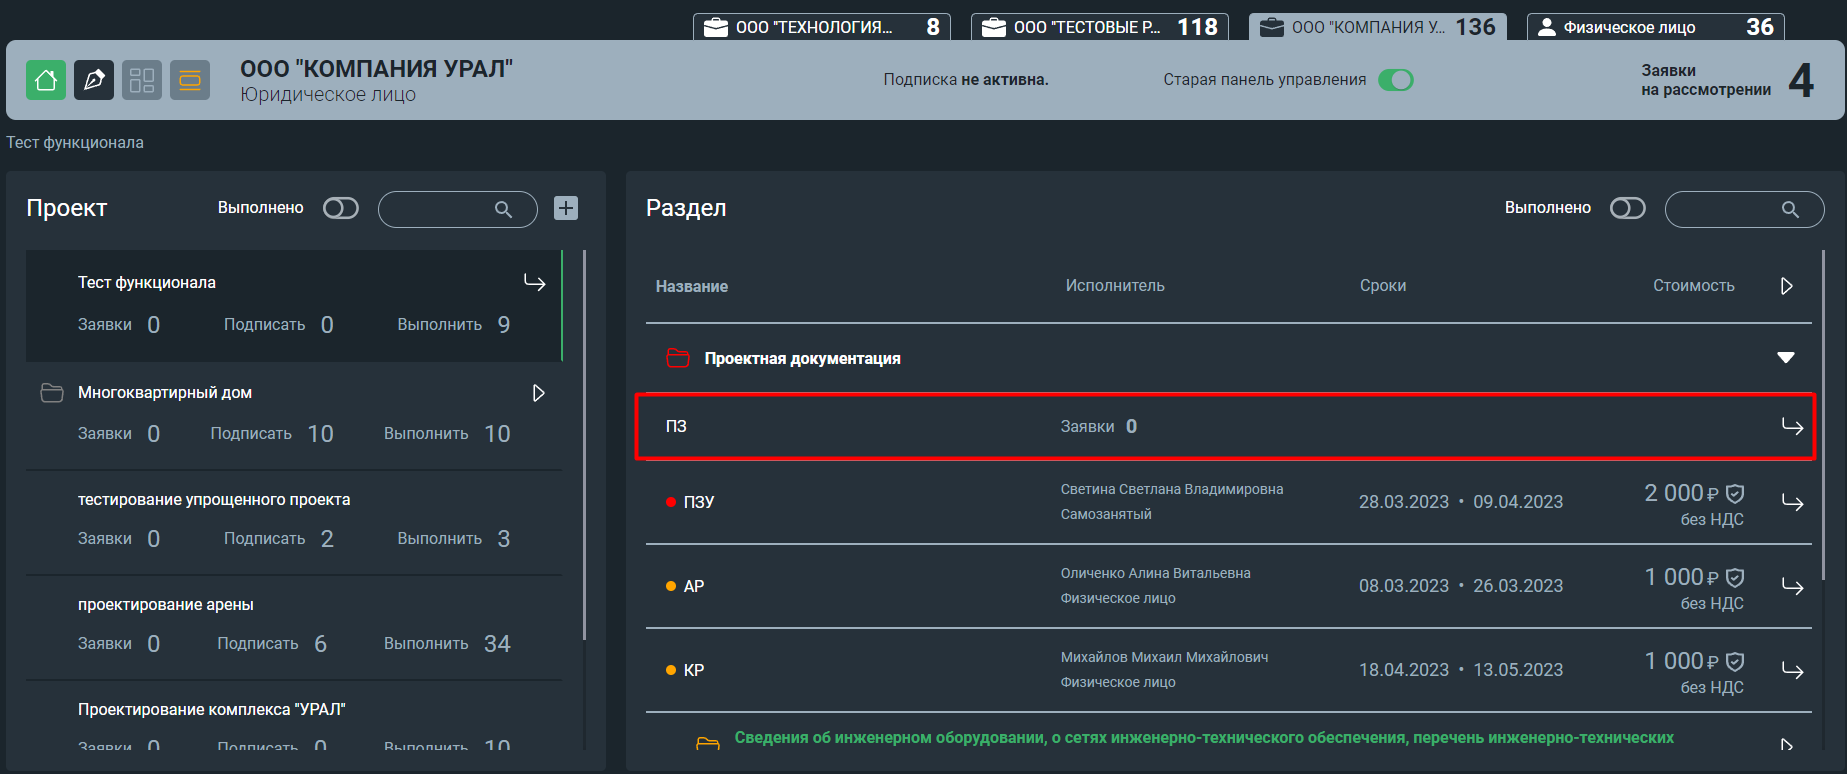 ООО "ТЕХНОЛОГИЯ... 8
ООО "ТЕСТОВЫЕ Р... 118
ООО "КОМПАНИЯ У... 136
Физическое лицо 36
ООО "КОМПАНИЯ УРАЛ"
Юридическое лицо
Подписка не активна.
Старая панель управления
Заявки
на рассмотрении 4
Тест функционала
Проект Выполнено
Тест функционала
Заявки 0 Подписать 0 Выполнить 9
Многоквартирный дом
Заявки 0 Подписать 10 Выполнить 10
тестирование упрощенного проекта
Заявки 0 Подписать 2 Выполнить 3
проектирование арены
Заявки 0 Подписать 6 Выполнить 34
Проектирование комплекса "УРАЛ"
Заявки 0 Подписать 0 Выполнить 10
Раздел Выполнено
Название Исполнитель Сроки Стоимость
Проектная документация
ПЗ Заявки 0
ПЗУ
Светина Светлана Владимировна
Самозанятый
28.03.2023 • 09.04.2023
2 000 ₽
без НДС
АР
Оличенко Алина Витальевна
Физическое лицо
08.03.2023 • 26.03.2023
1 000 ₽
без НДС
КР
Михайлов Михаил Михайлович
Физическое лицо
18.04.2023 • 13.05.2023
1 000 ₽
без НДС
Сведения об инженерном оборудовании, о сетях инженерно-технического обеспечения, перечень инженерно-технических